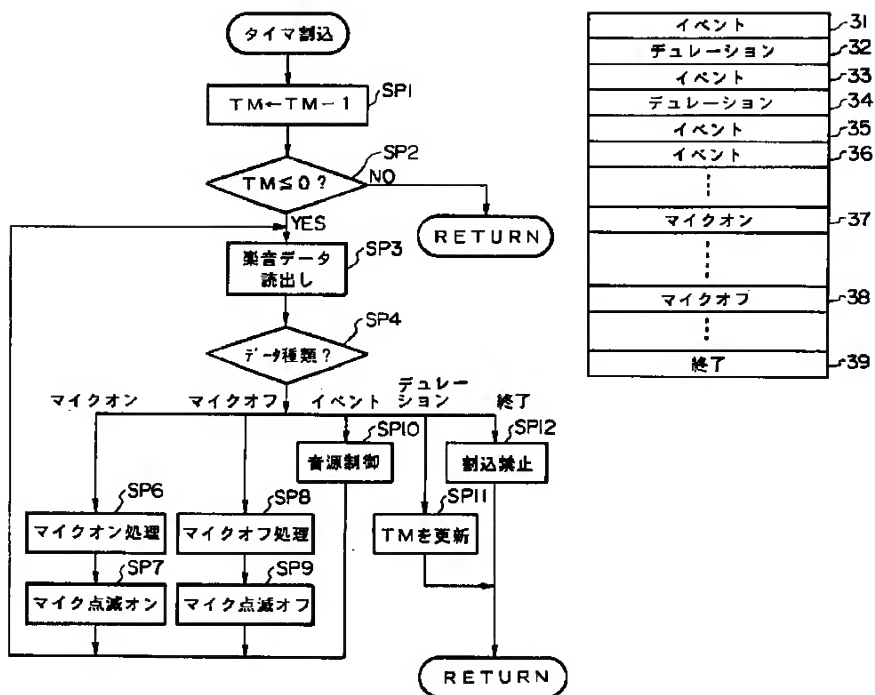 タイマ割込
SP1
TM←TM－1
SP2
TM≦0？
NO
YES
RETURN
SP3
楽音データ
読出し
SP4
データ種類？
マイクオン
マイクオフ
イベント
デュレー
ション
終了
SP10
音源制御
SP12
割込禁止
SP6
マイクオン処理
SP8
マイクオフ処理
SP11
TMを更新
SP7
マイク点滅オン
SP9
マイク点滅オフ
RETURN
イベント 31
デュレーション 32
イベント 33
デュレーション 34
イベント 35
イベント 36
マイクオン 37
マイクオフ 38
終了 39